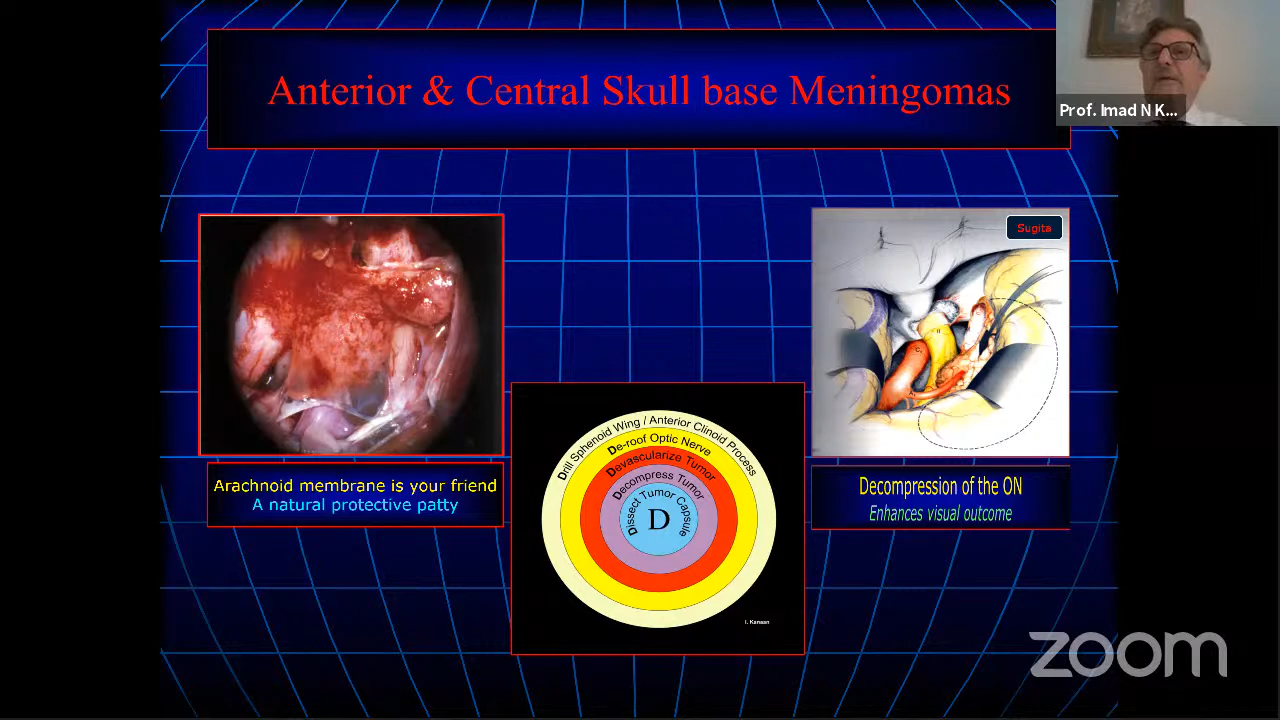 Anterior & Central Skull base Meningomas
Prof. Imad N K...
Sugita
Arachnoid membrane is your friend
A natural protective patty
Drill Sphenoid Wing / Anterior Clinoid Process
De-roof Optic Nerve
Devascularize Tumor
Decompress Tumor
Dissect Tumor Capsule
D
I. Kanaan
Decompression of the ON
Enhances visual outcome
zoom